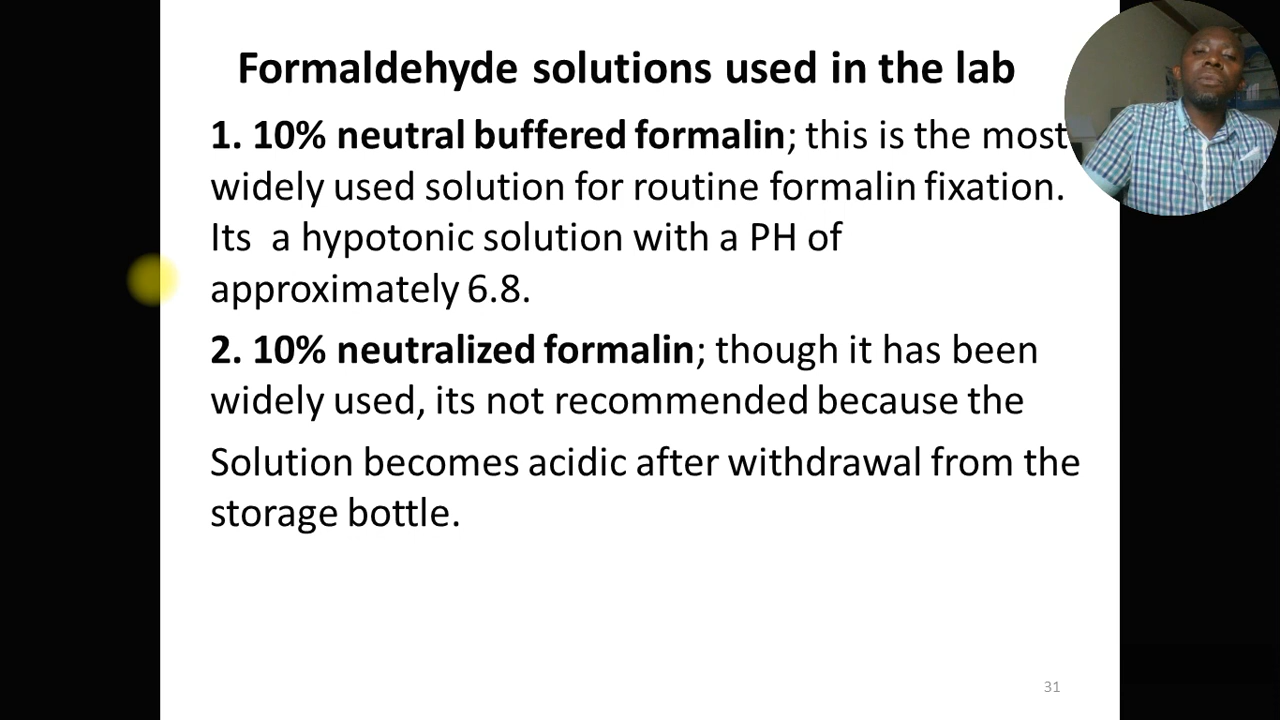 Formaldehyde solutions used in the lab
1. 10% neutral buffered formalin; this is the most
widely used solution for routine formalin fixation.
Its a hypotonic solution with a PH of
approximately 6.8.
2. 10% neutralized formalin; though it has been
widely used, its not recommended because the
Solution becomes acidic after withdrawal from the
storage bottle.
31